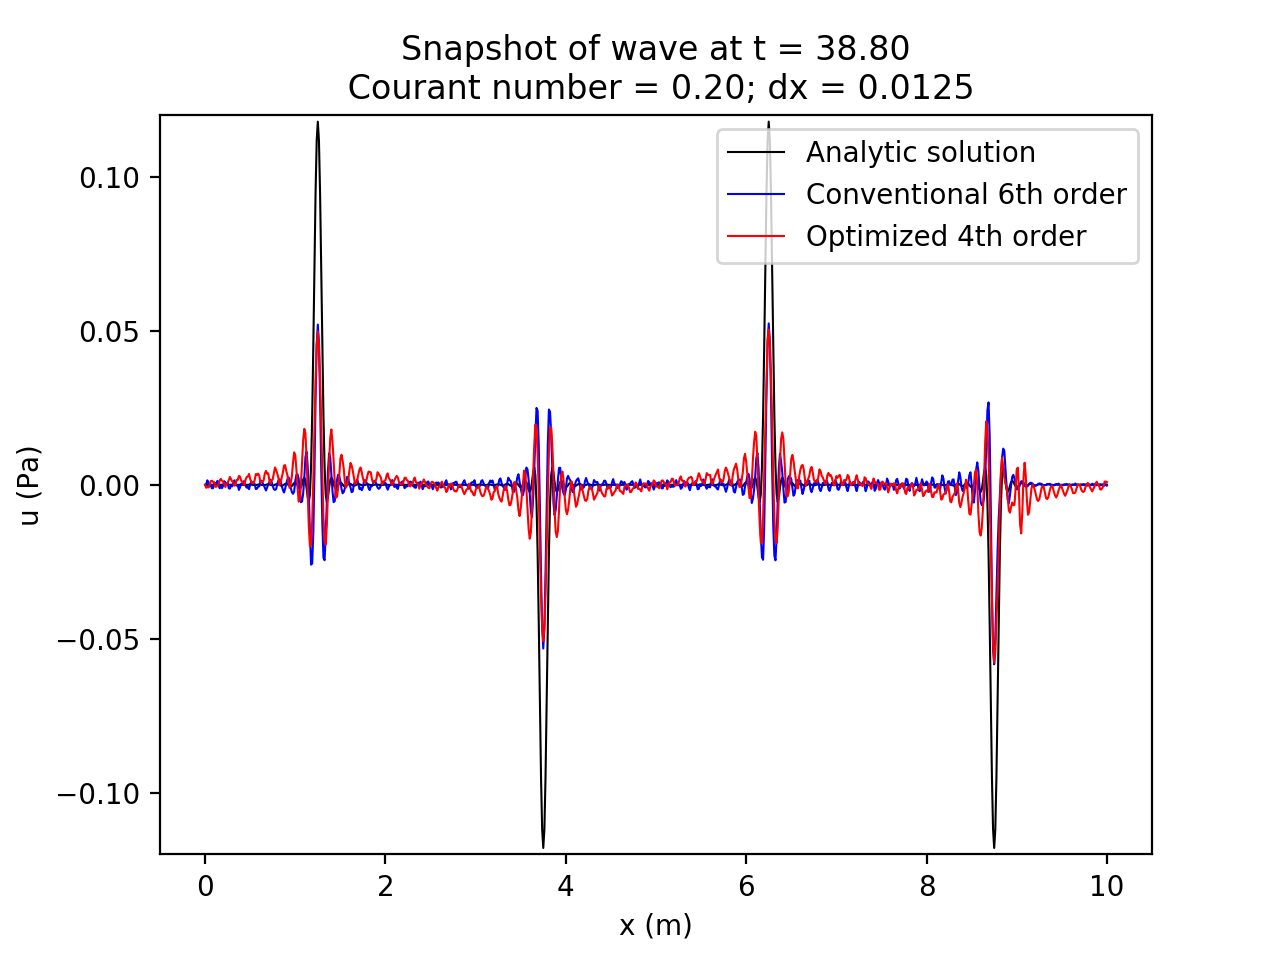 Snapshot of wave at t = 38.80
Courant number = 0.20; dx = 0.0125
Analytic solution
Conventional 6th order
Optimized 4th order
0.10
0.05
0.00
−0.05
−0.10
u (Pa)
0 2 4 6 8 10
x (m)